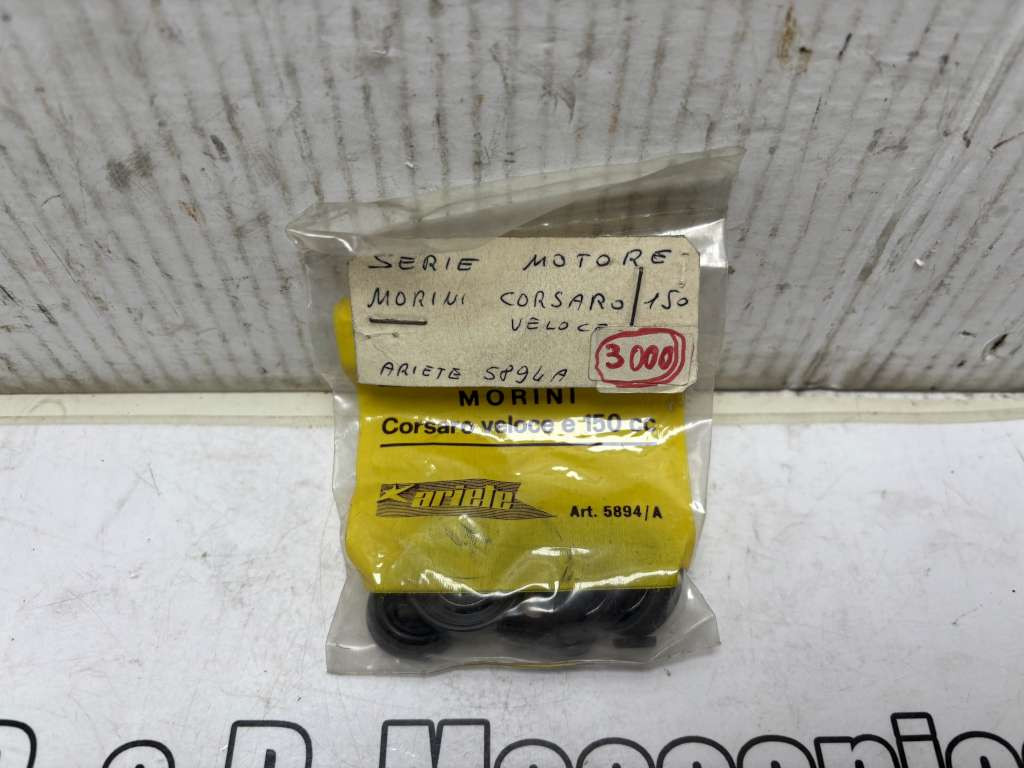 SERIE MOTORE
MORINI CORSARO/150
VELOCE
3000
ARIETE 5894A
MORINI
Corsaro veloce e 150 cc
ariete
Art. 5894/A